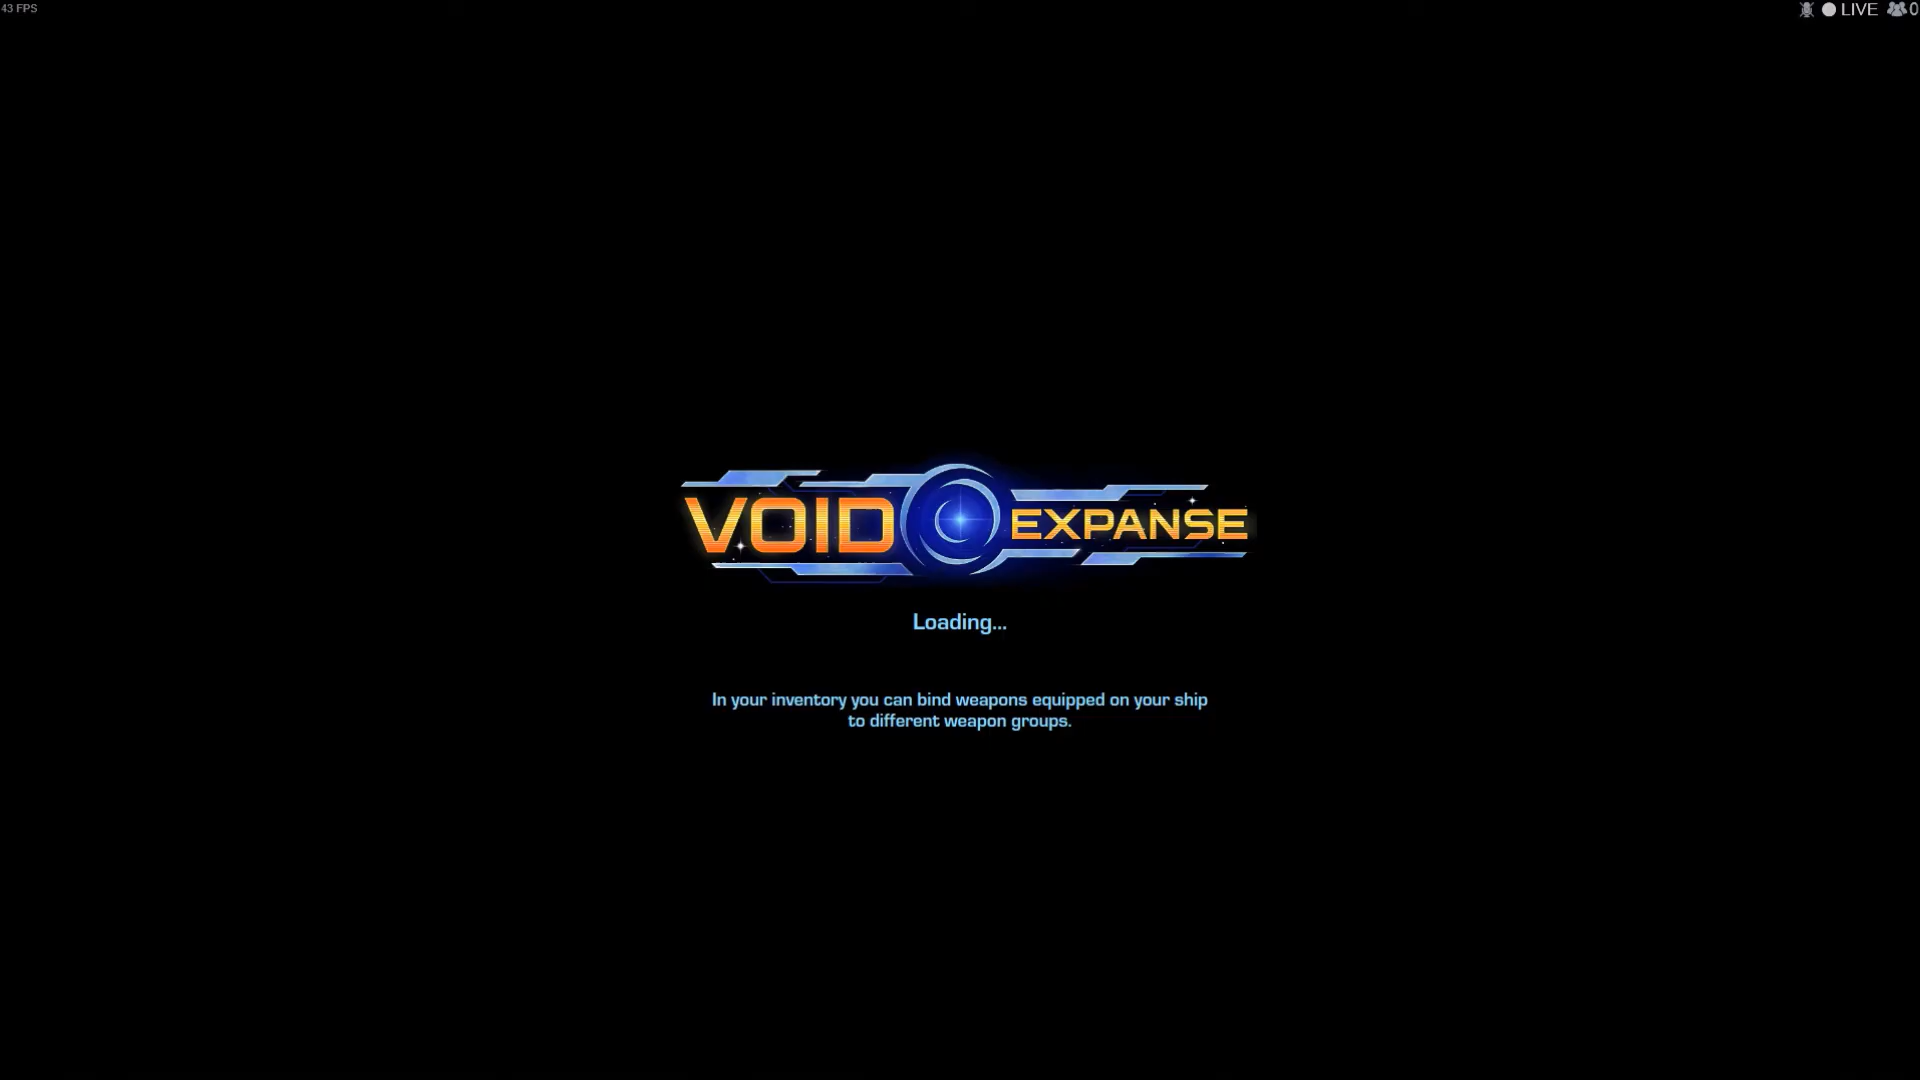 43 FPS
LIVE 0
VOID EXPANSE
Loading...
In your inventory you can bind weapons equipped on your ship
to different weapon groups.